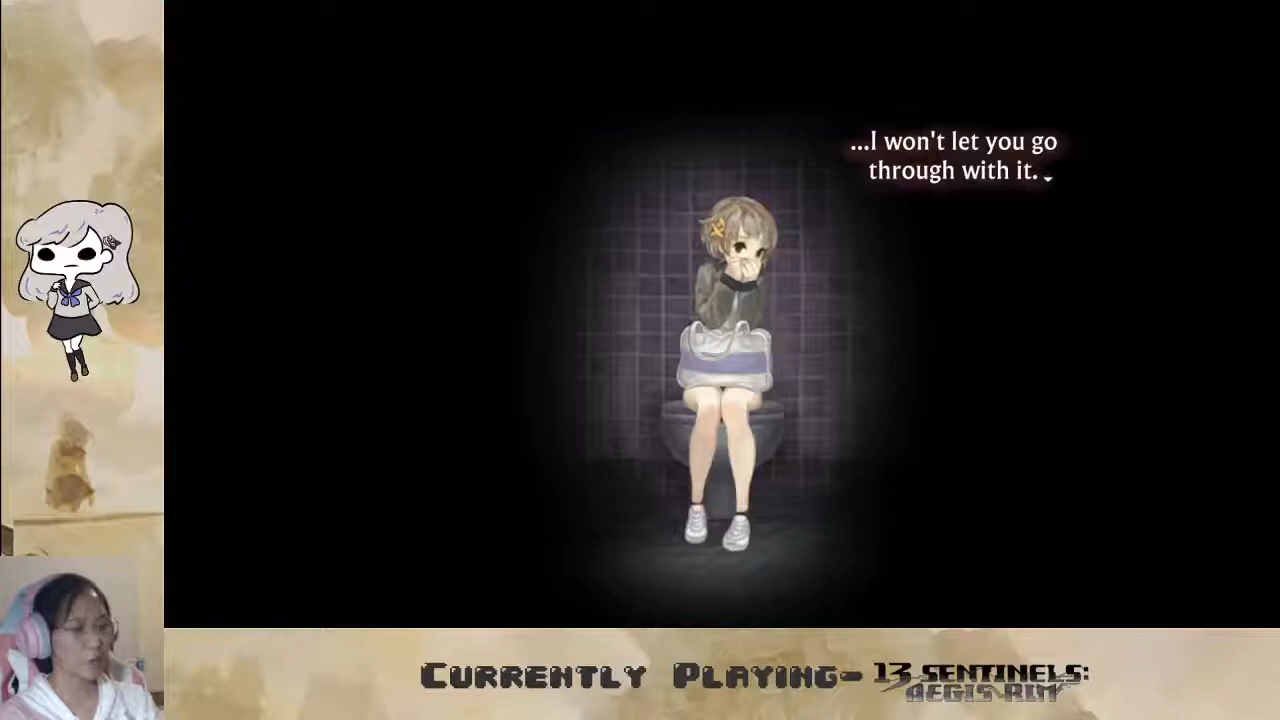 ...I won't let you go
through with it.
Currently Playing- 13 SENTINELS:
AEGIS RIM